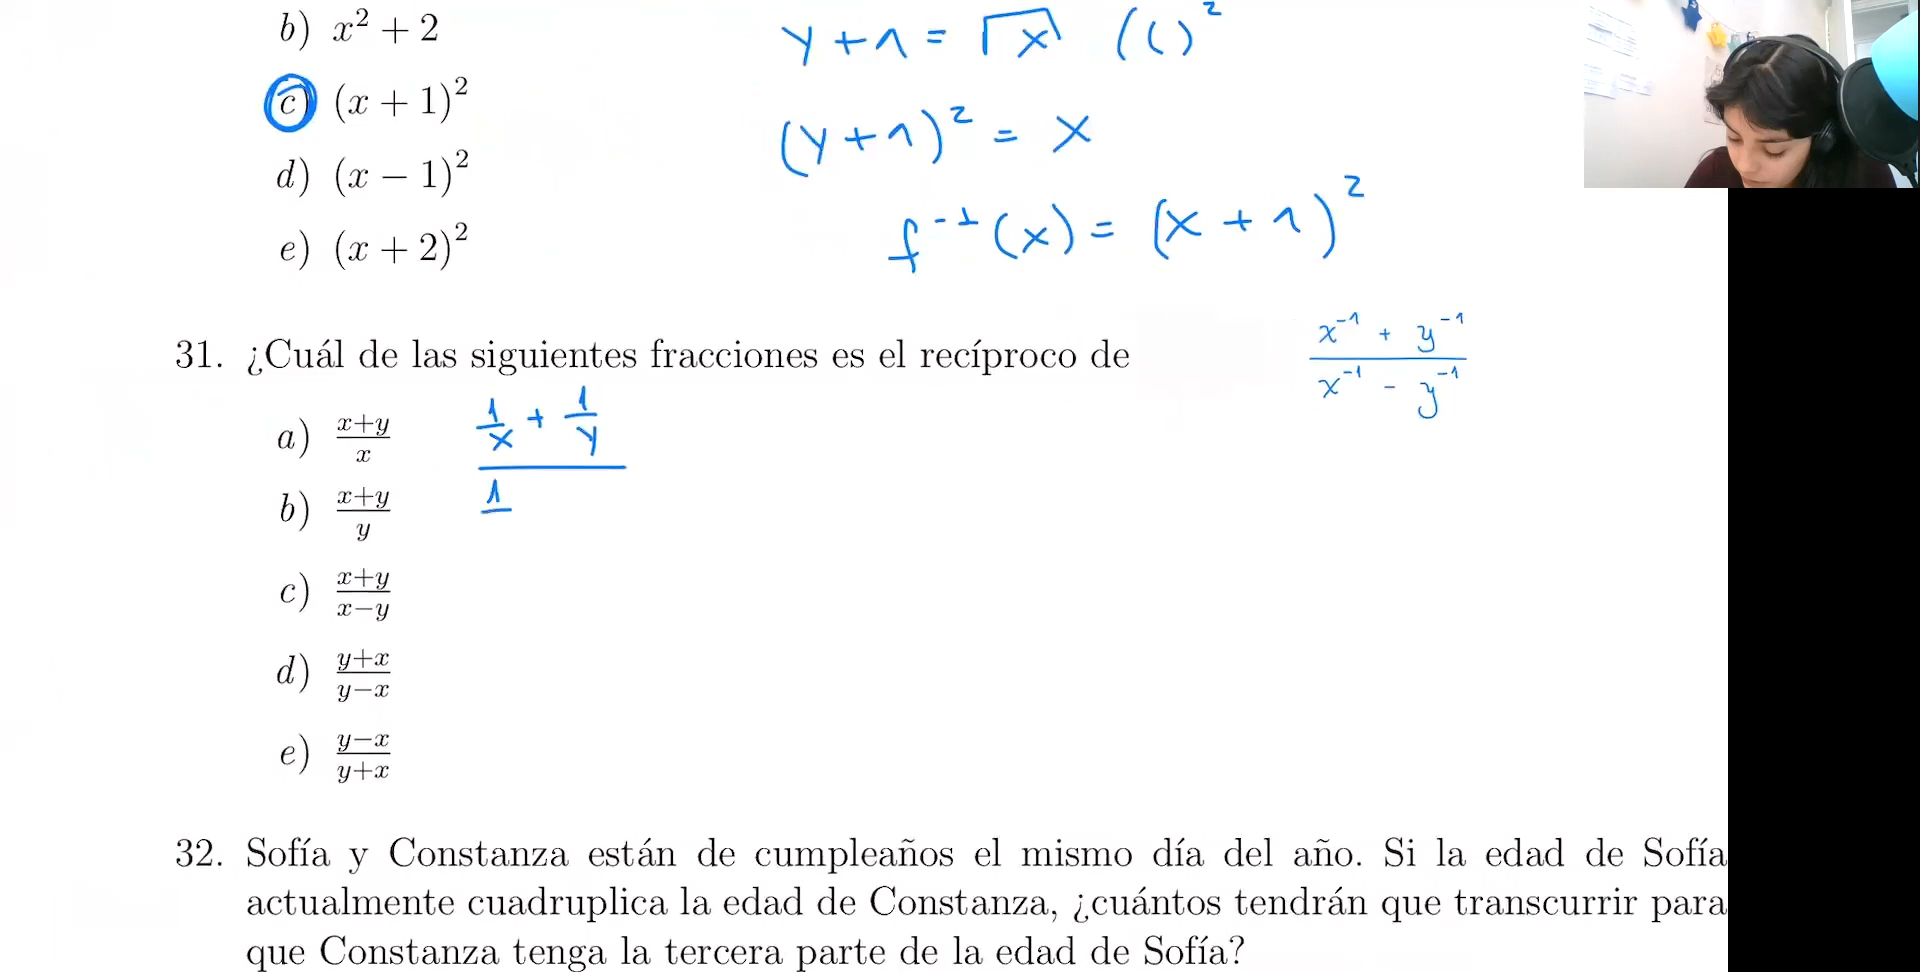 b) x² + 2
c) (x + 1)²
d) (x − 1)²
e) (x + 2)²
y + 1 = √x ( )²
(y + 1)² = x
f⁻¹(x) = (x + 1)²
31. ¿Cuál de las siguientes fracciones es el recíproco de (x⁻¹ + y⁻¹)/(x⁻¹ − y⁻¹)
a) (x+y)/x
b) (x+y)/y
c) (x+y)/(x−y)
d) (y+x)/(y−x)
e) (y−x)/(y+x)
1/x + 1/y
1
32. Sofía y Constanza están de cumpleaños el mismo día del año. Si la edad de Sofía
actualmente cuadruplica la edad de Constanza, ¿cuántos tendrán que transcurrir para
que Constanza tenga la tercera parte de la edad de Sofía?